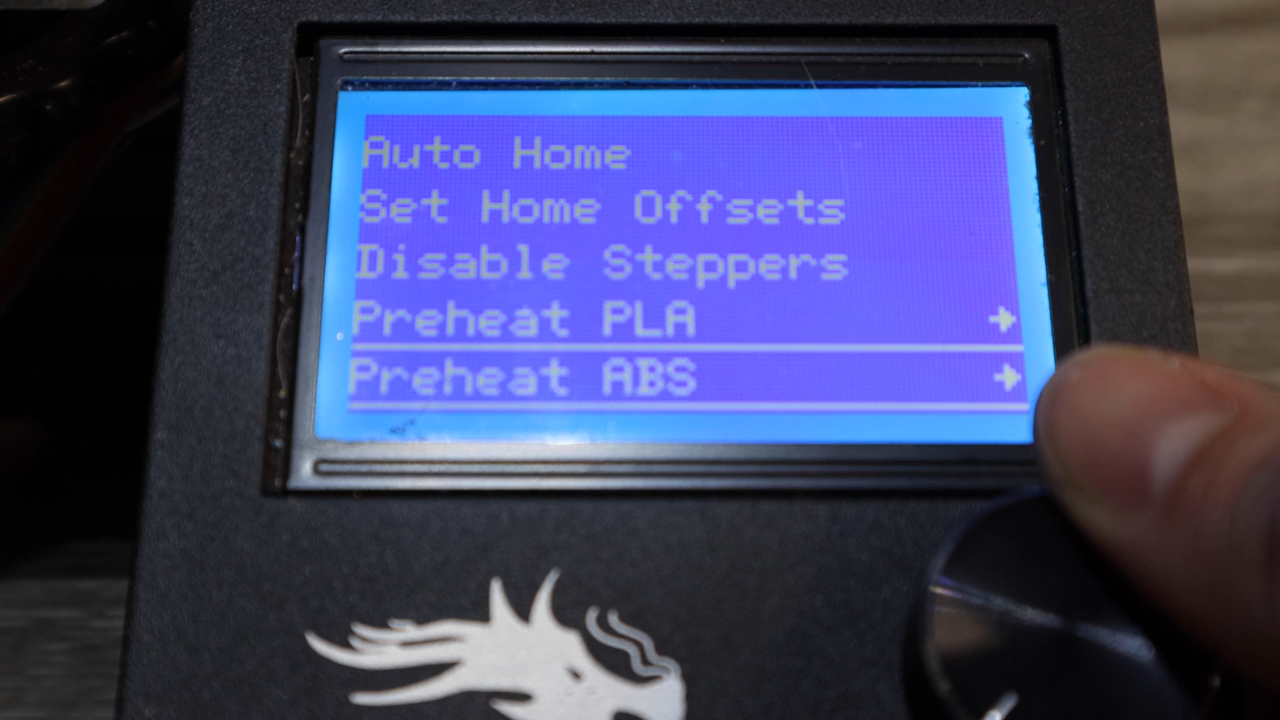 Auto Home
Set Home Offsets
Disable Steppers
Preheat PLA
Preheat ABS